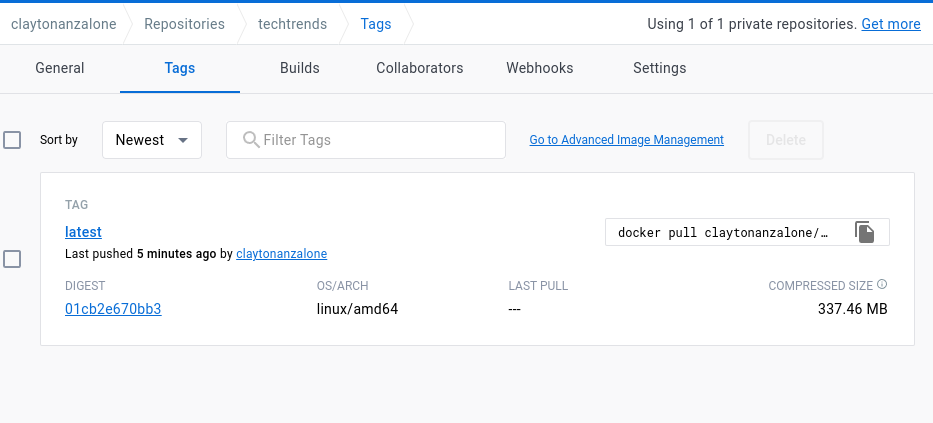 claytonanzalone Repositories techtrends Tags Using 1 of 1 private repositories. Get more
General Tags Builds Collaborators Webhooks Settings
Sort by Newest Filter Tags Go to Advanced Image Management Delete
TAG
latest docker pull claytonanzalone/…
Last pushed 5 minutes ago by claytonanzalone
DIGEST OS/ARCH LAST PULL COMPRESSED SIZE
01cb2e670bb3 linux/amd64 --- 337.46 MB